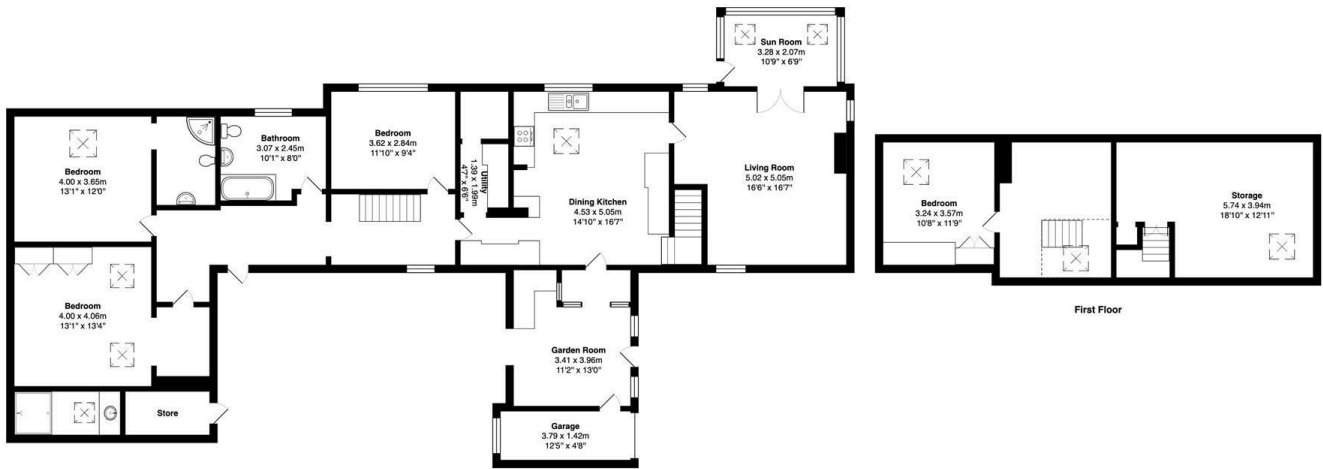 Sun Room
3.28 x 2.07m
10'9" x 6'9"
Bathroom
3.07 x 2.45m
10'1" x 8'0"
Bedroom
3.62 x 2.84m
11'10" x 9'4"
Utility
1.39 x 1.99m
4'7" x 6'6"
Bedroom
4.00 x 3.65m
13'1" x 12'0"
Living Room
5.02 x 5.05m
16'6" x 16'7"
Dining Kitchen
4.53 x 5.05m
14'10" x 16'7"
Bedroom
4.00 x 4.06m
13'1" x 13'4"
Garden Room
3.41 x 3.96m
11'2" x 13'0"
Store
Garage
3.79 x 1.42m
12'5" x 4'8"
Bedroom
3.24 x 3.57m
10'8" x 11'9"
Storage
5.74 x 3.94m
18'10" x 12'11"
First Floor